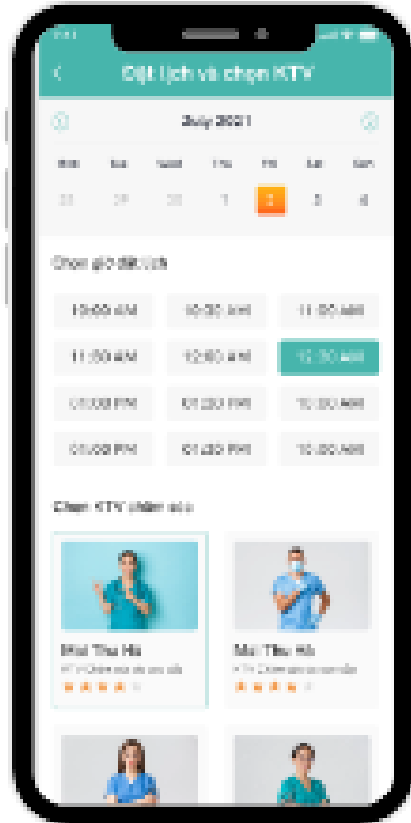 Đặt lịch và chọn KTV
July 2021
Mon Tue Wed Thu Fri Sat Sun
29 30 1 2 3 4
Chọn giờ đặt lịch
10:00 AM 10:30 AM 11:00 AM
11:30 AM 12:00 AM 12:30 AM
01:00 PM 01:30 PM 10:00 AM
01:00 PM 01:30 PM 10:00 AM
Chọn KTV chăm sóc
Mai Thu Hà Mai Thu Hà